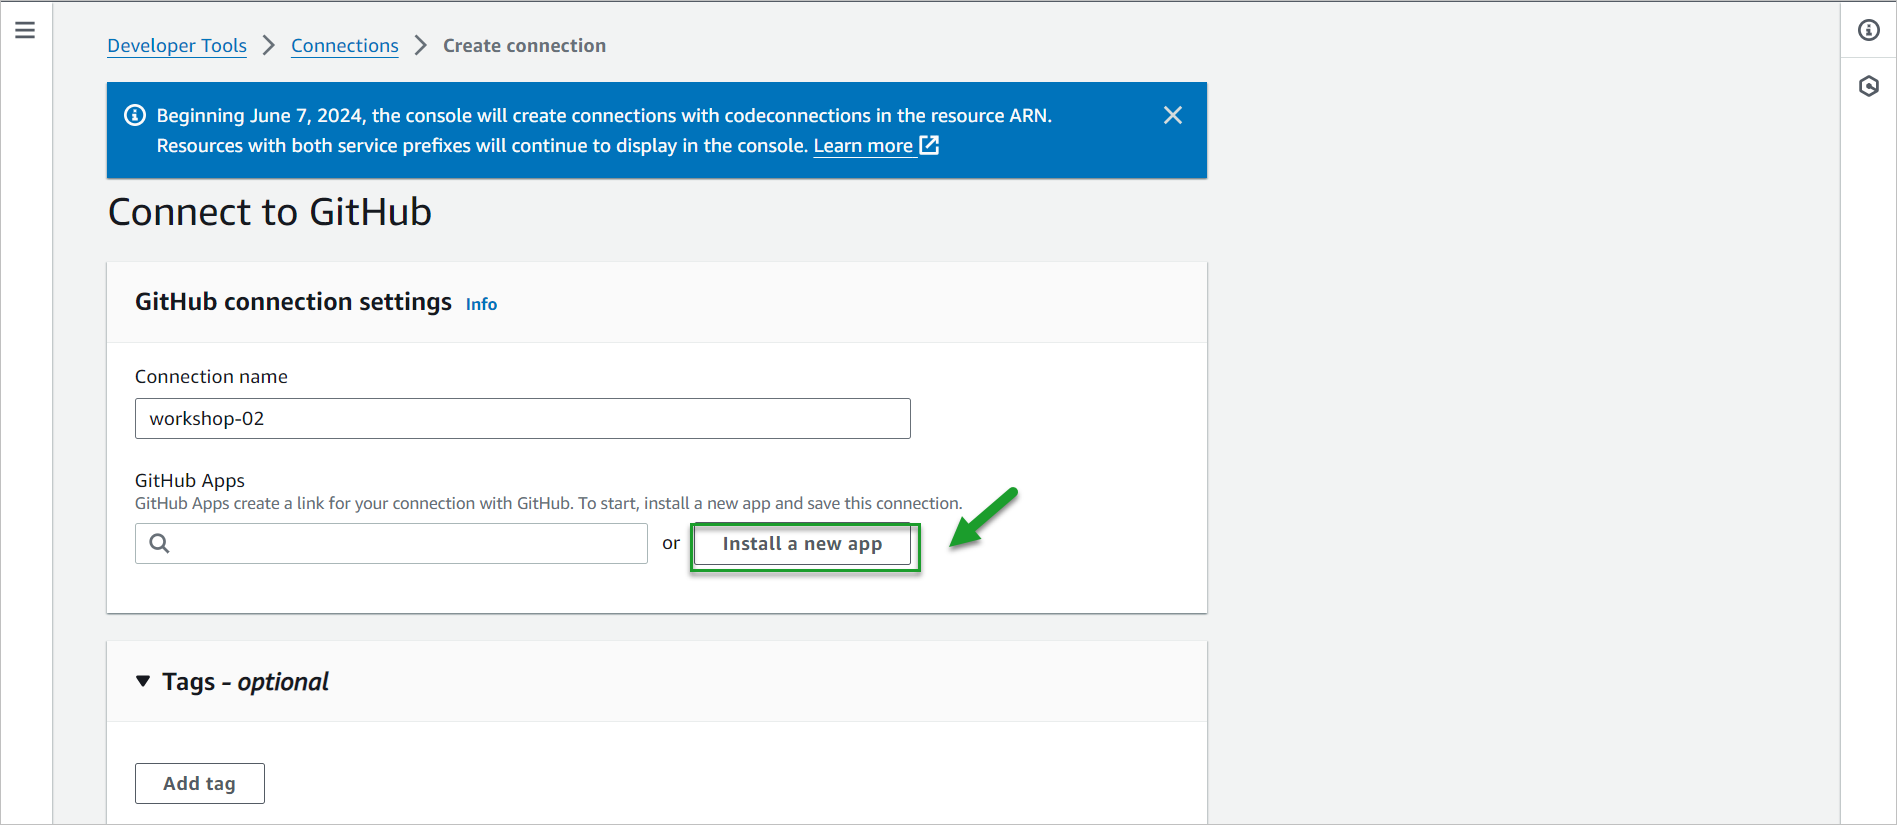 Developer Tools > Connections > Create connection
Beginning June 7, 2024, the console will create connections with codeconnections in the resource ARN.
Resources with both service prefixes will continue to display in the console. Learn more
Connect to GitHub
GitHub connection settings Info
Connection name
workshop-02
GitHub Apps
GitHub Apps create a link for your connection with GitHub. To start, install a new app and save this connection.
or Install a new app
Tags - optional
Add tag